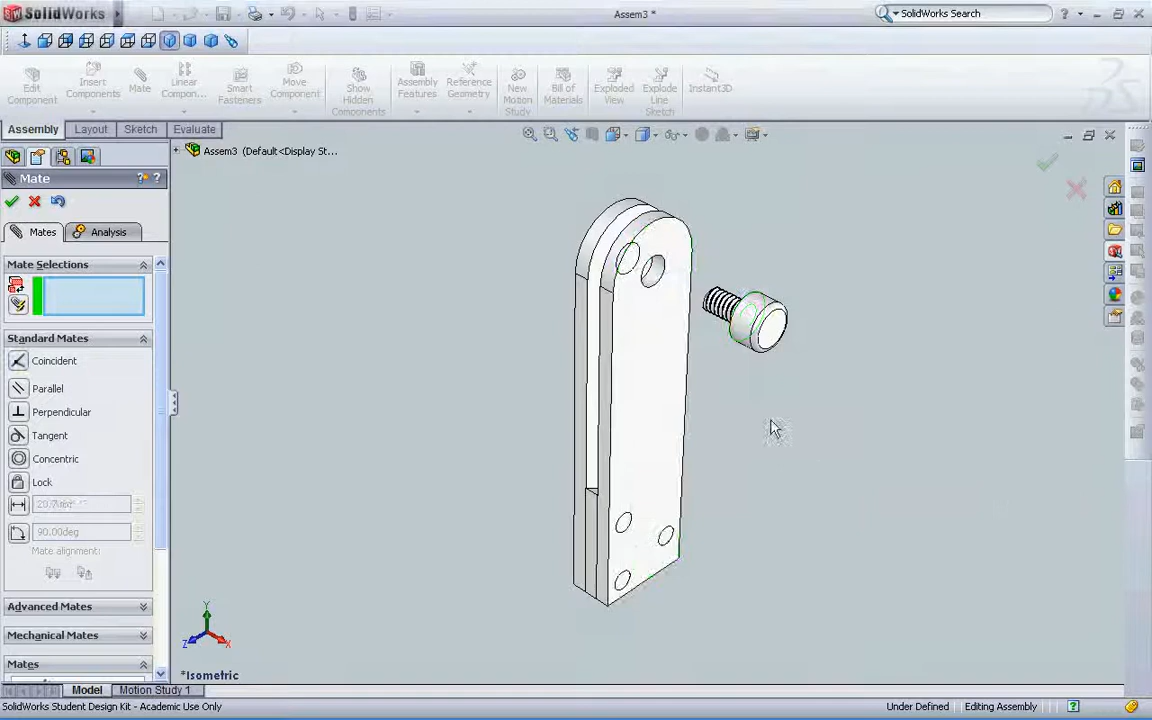 SolidWorks
Assem3 *
SolidWorks Search
Edit Component
Insert Components
Mate
Linear Compon...
Smart Fasteners
Move Component
Show Hidden Components
Assembly Features
Reference Geometry
New Motion Study
Bill of Materials
Exploded View
Explode Line Sketch
Instant3D
Assembly
Layout
Sketch
Evaluate
Assem3 (Default<Display St...
Mate
Mates
Analysis
Mate Selections
Standard Mates
Coincident
Parallel
Perpendicular
Tangent
Concentric
Lock
90.00deg
Mate alignment:
Advanced Mates
Mechanical Mates
Mates
Y
Z
X
*Isometric
Model
Motion Study 1
SolidWorks Student Design Kit - Academic Use Only
Under Defined
Editing Assembly